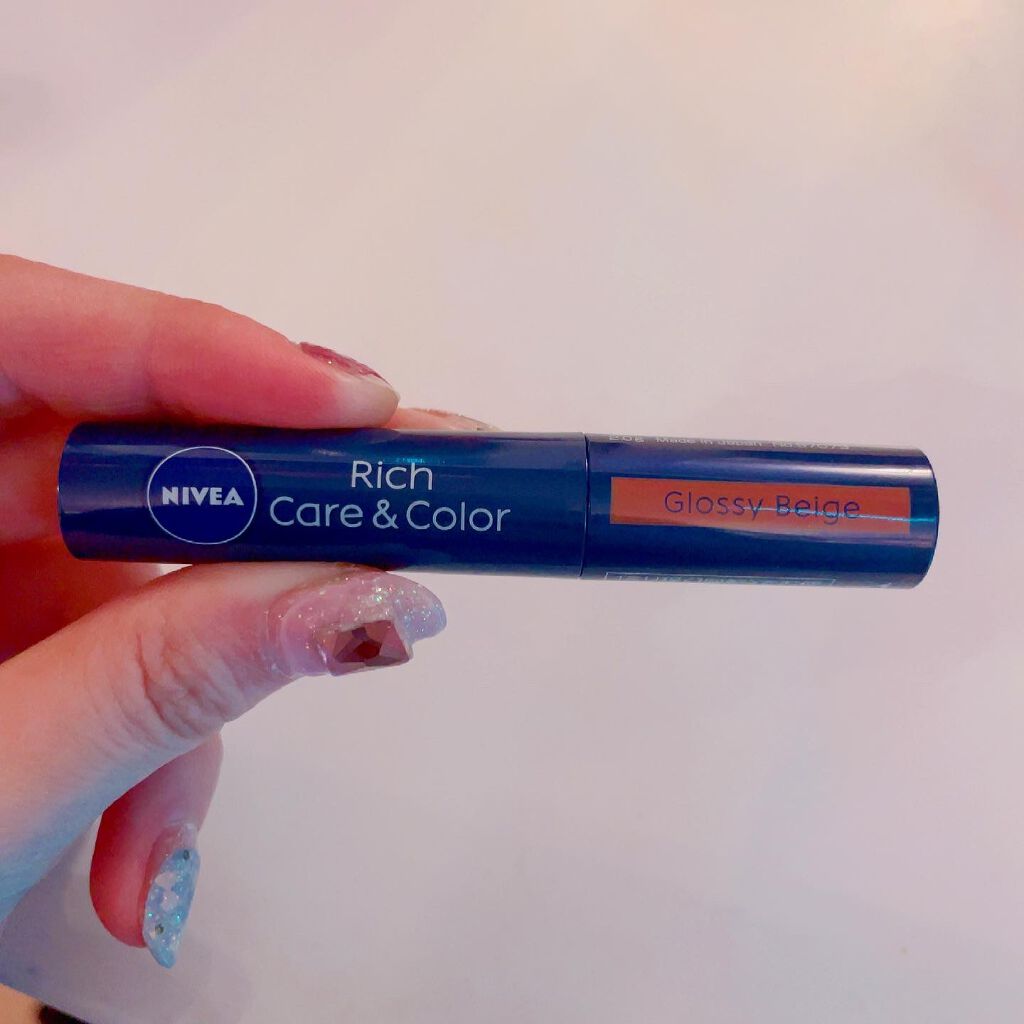 NIVEA
Rich
Care & Color
Made in Japan
Glossy Beige